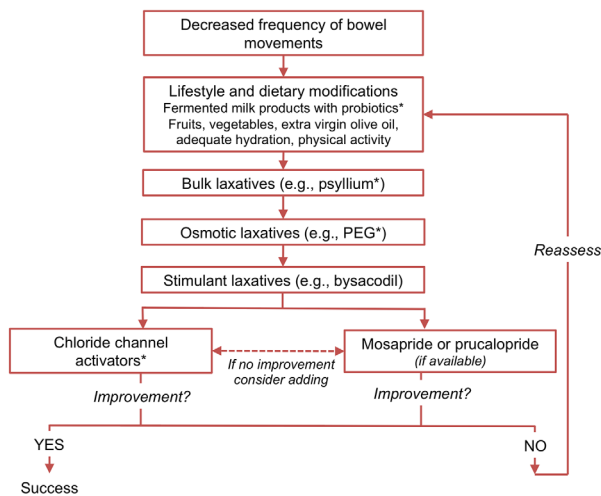 Decreased frequency of bowel
movements
Lifestyle and dietary modifications
Fermented milk products with probiotics*
Fruits, vegetables, extra virgin olive oil,
adequate hydration, physical activity
Bulk laxatives (e.g., psyllium*)
Osmotic laxatives (e.g., PEG*)
Reassess
Stimulant laxatives (e.g., bysacodil)
Chloride channel
activators*
If no improvement
consider adding
Mosapride or prucalopride
(if available)
Improvement?
Improvement?
YES
NO
Success